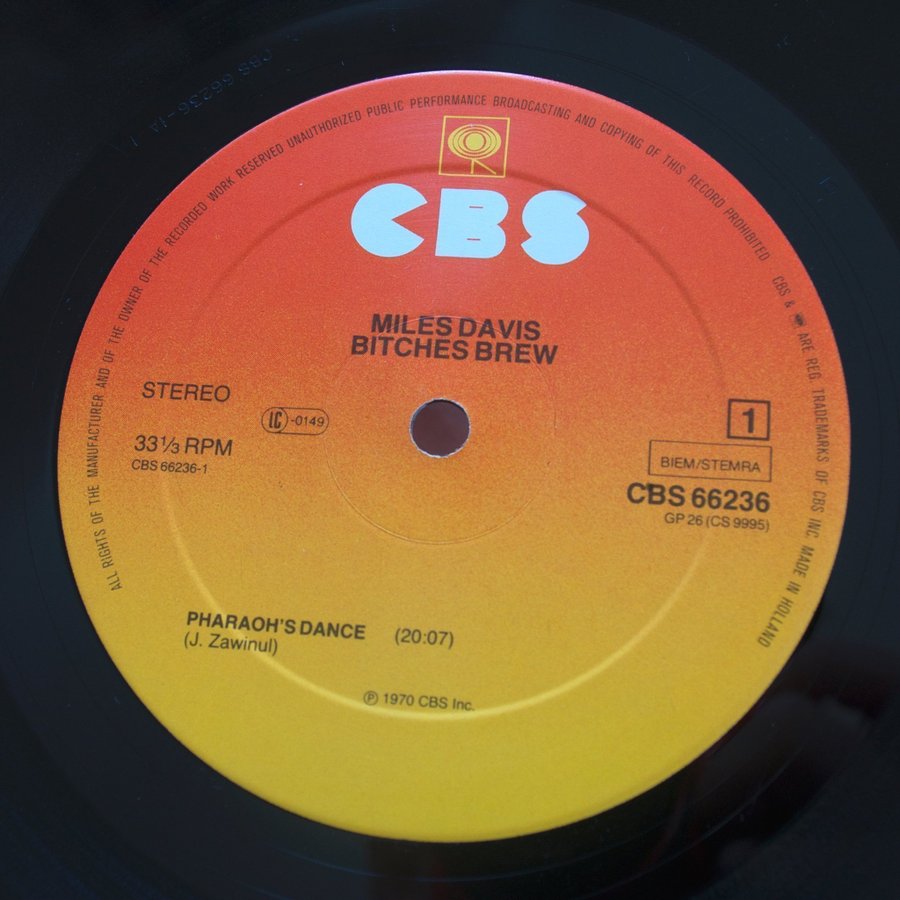 ALL RIGHTS OF THE MANUFACTURER AND OF THE OWNER OF THE RECORDED WORK RESERVED UNAUTHORIZED PUBLIC PERFORMANCE BROADCASTING AND COPYING OF THIS RECORD PROHIBITED
CBS & ARE REG TRADEMARKS OF CBS INC. MADE IN HOLLAND
CBS
MILES DAVIS
BITCHES BREW
STEREO
LC -0149
33 1/3 RPM
CBS 66236-1
1
BIEM/STEMRA
CBS 66236
GP 26 (CS 9995)
PHARAOH'S DANCE (20:07)
(J. Zawinul)
℗ 1970 CBS Inc.